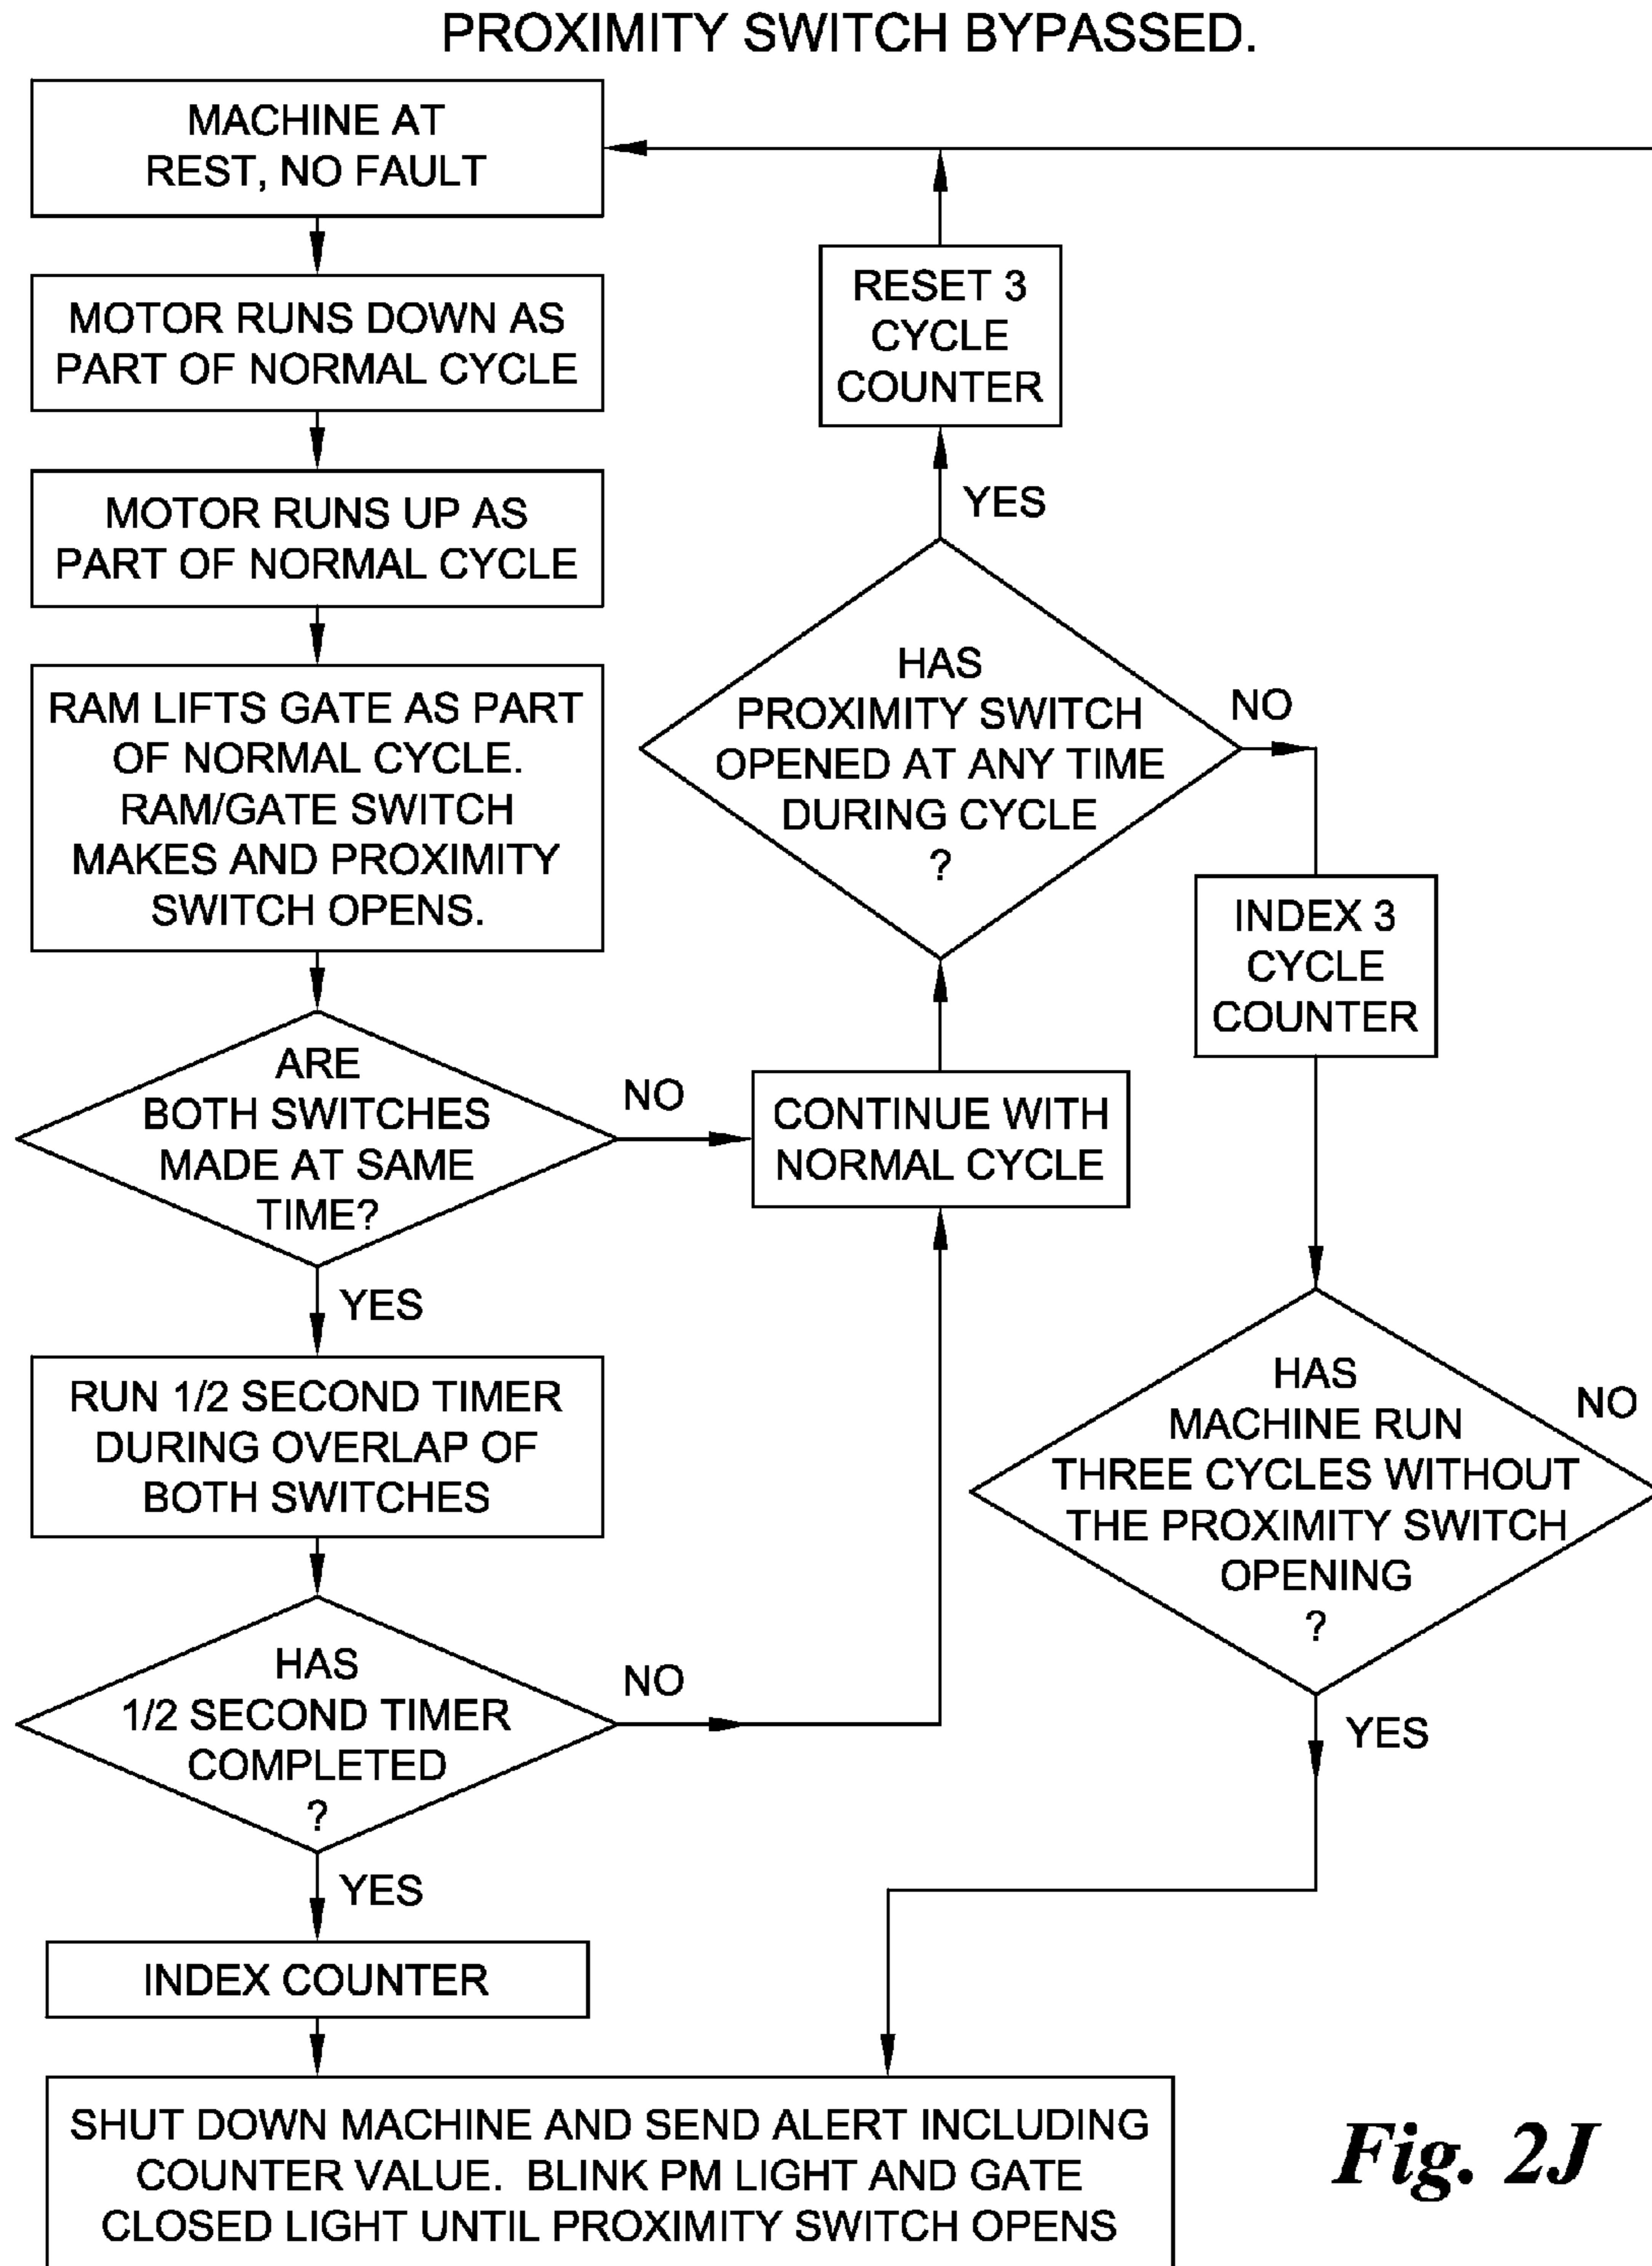 PROXIMITY SWITCH BYPASSED.
MACHINE AT
REST, NO FAULT
MOTOR RUNS DOWN AS
PART OF NORMAL CYCLE
MOTOR RUNS UP AS
PART OF NORMAL CYCLE
RAM LIFTS GATE AS PART
OF NORMAL CYCLE.
RAM/GATE SWITCH
MAKES AND PROXIMITY
SWITCH OPENS.
ARE
BOTH SWITCHES
MADE AT SAME
TIME?
NO
YES
RUN 1/2 SECOND TIMER
DURING OVERLAP OF
BOTH SWITCHES
HAS
1/2 SECOND TIMER
COMPLETED
?
NO
YES
INDEX COUNTER
SHUT DOWN MACHINE AND SEND ALERT INCLUDING
COUNTER VALUE. BLINK PM LIGHT AND GATE
CLOSED LIGHT UNTIL PROXIMITY SWITCH OPENS
CONTINUE WITH
NORMAL CYCLE
HAS
PROXIMITY SWITCH
OPENED AT ANY TIME
DURING CYCLE
?
YES
RESET 3
CYCLE
COUNTER
NO
INDEX 3
CYCLE
COUNTER
HAS
MACHINE RUN
THREE CYCLES WITHOUT
THE PROXIMITY SWITCH
OPENING
?
NO
YES
Fig. 2J